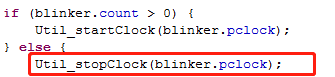 if (blinker.count > 0) {
Util_startClock(blinker.pclock);
} else {
Util_stopClock(blinker.pclock);